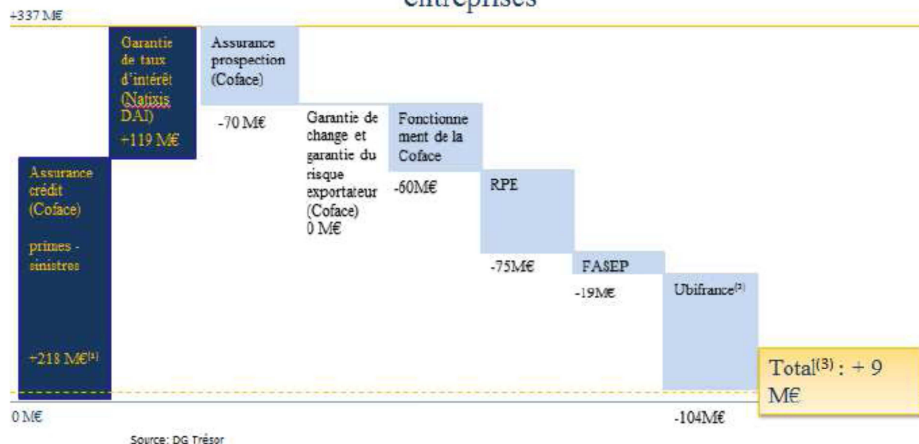 entreprises
+337 M€
Garantie
de taux
d'intérêt
(Natixis
DAI)
+119 M€
Assurance
prospection
(Coface)
-70 M€
Garantie de
change et
garantie du
risque
exportateur
(Coface)
0 M€
Fonctionne
ment de la
Coface
-60M€
Assurance
crédit
(Coface)
primes -
sinistres
+218 M€(1)
RPE
-75M€
FASEP
-19M€
Ubifrance(2)
-104M€
Total(3) : + 9
M€
0 M€
Source: DG Trésor